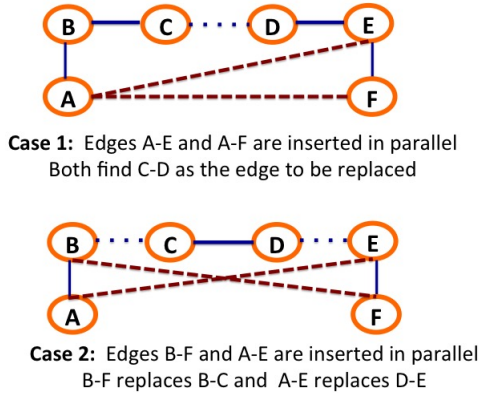 B C D E
A F
Case 1: Edges A-E and A-F are inserted in parallel
Both find C-D as the edge to be replaced
B C D E
A F
Case 2: Edges B-F and A-E are inserted in parallel
B-F replaces B-C and A-E replaces D-E